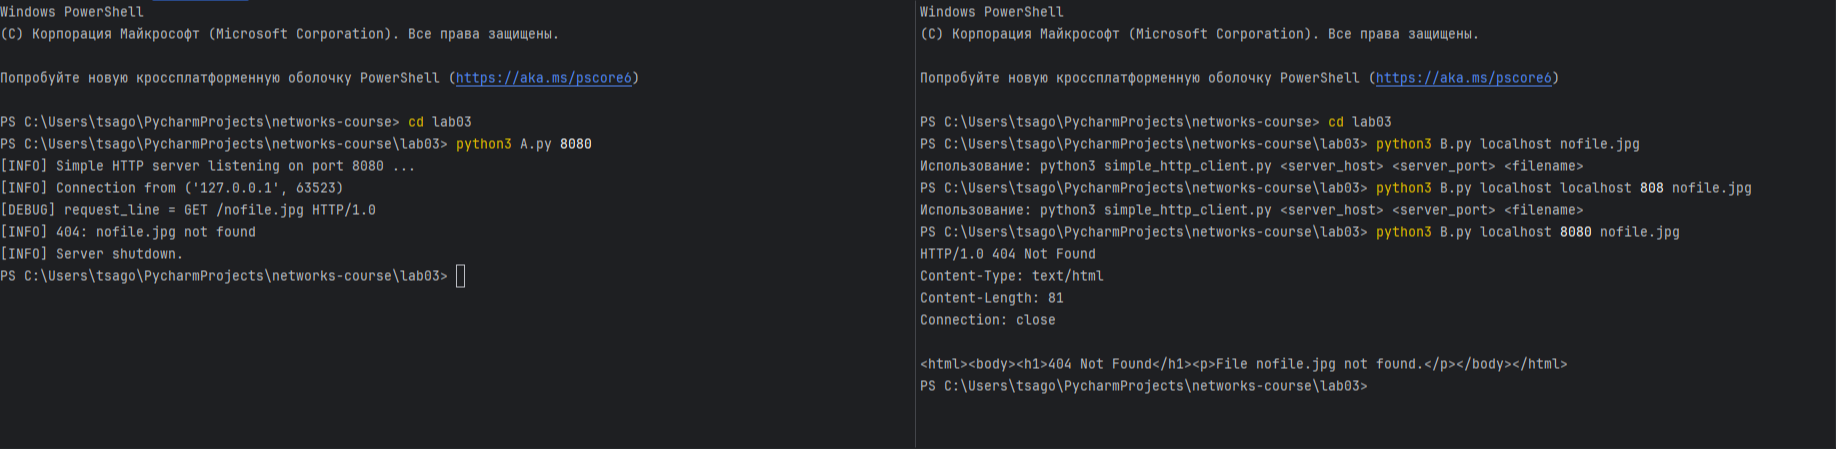 Windows PowerShell
(C) Корпорация Майкрософт (Microsoft Corporation). Все права защищены.
Попробуйте новую кроссплатформенную оболочку PowerShell (https://aka.ms/pscore6)
PS C:\Users\tsago\PycharmProjects\networks-course> cd lab03
PS C:\Users\tsago\PycharmProjects\networks-course\lab03> python3 A.py 8080
[INFO] Simple HTTP server listening on port 8080 ...
[INFO] Connection from ('127.0.0.1', 63523)
[DEBUG] request_line = GET /nofile.jpg HTTP/1.0
[INFO] 404: nofile.jpg not found
[INFO] Server shutdown.
PS C:\Users\tsago\PycharmProjects\networks-course\lab03>
Windows PowerShell
(C) Корпорация Майкрософт (Microsoft Corporation). Все права защищены.
Попробуйте новую кроссплатформенную оболочку PowerShell (https://aka.ms/pscore6)
PS C:\Users\tsago\PycharmProjects\networks-course> cd lab03
PS C:\Users\tsago\PycharmProjects\networks-course\lab03> python3 B.py localhost nofile.jpg
Использование: python3 simple_http_client.py <server_host> <server_port> <filename>
PS C:\Users\tsago\PycharmProjects\networks-course\lab03> python3 B.py localhost localhost 808 nofile.jpg
Использование: python3 simple_http_client.py <server_host> <server_port> <filename>
PS C:\Users\tsago\PycharmProjects\networks-course\lab03> python3 B.py localhost 8080 nofile.jpg
HTTP/1.0 404 Not Found
Content-Type: text/html
Content-Length: 81
Connection: close
<html><body><h1>404 Not Found</h1><p>File nofile.jpg not found.</p></body></html>
PS C:\Users\tsago\PycharmProjects\networks-course\lab03>